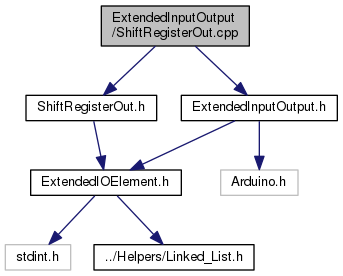 ExtendedInputOutput
/ShiftRegisterOut.cpp
ShiftRegisterOut.h
ExtendedInputOutput.h
ExtendedIOElement.h
Arduino.h
stdint.h
../Helpers/Linked_List.h